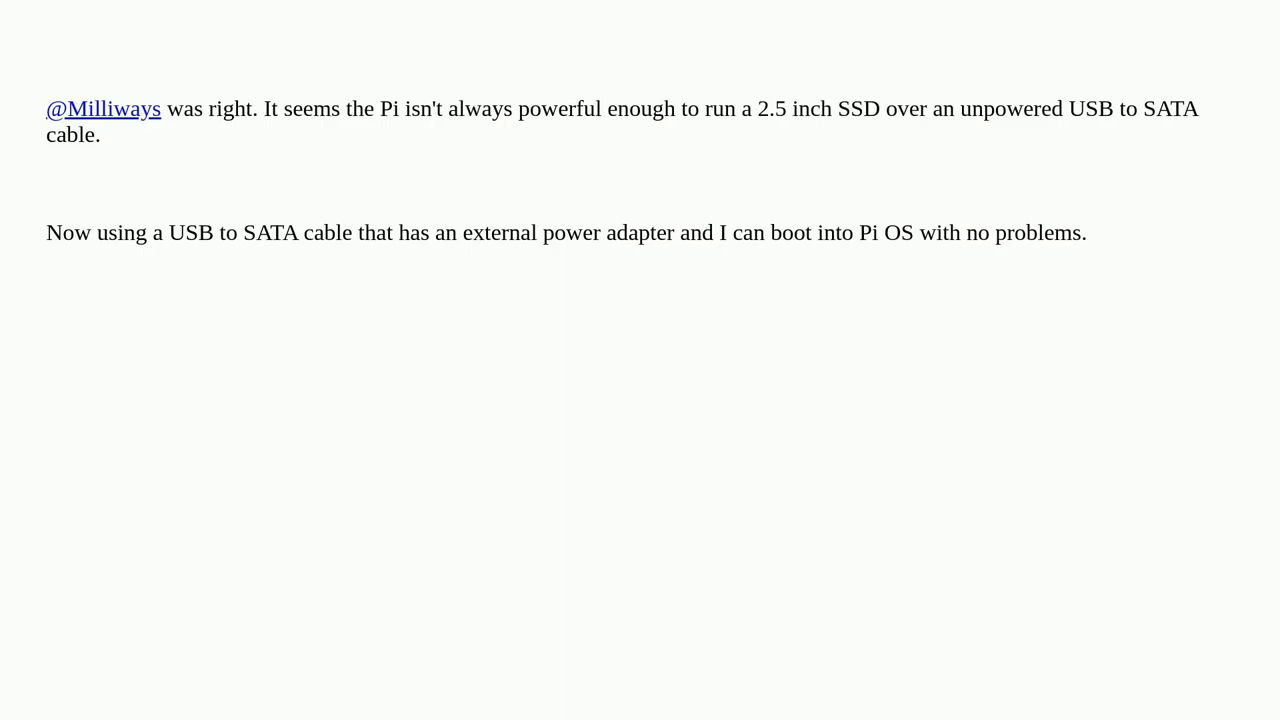 @Milliways was right. It seems the Pi isn't always powerful enough to run a 2.5 inch SSD over an unpowered USB to SATA
cable.
Now using a USB to SATA cable that has an external power adapter and I can boot into Pi OS with no problems.